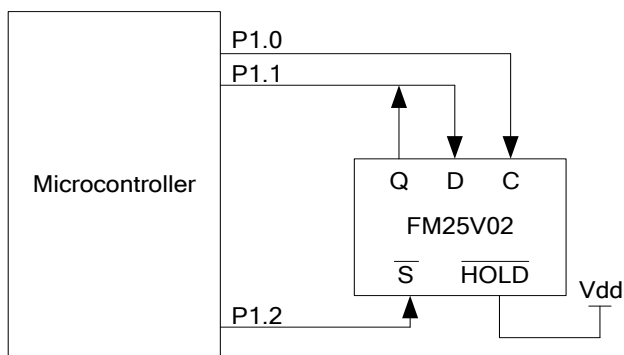 P1.0
P1.1
Microcontroller
Q D C
FM25V02
S HOLD
Vdd
P1.2